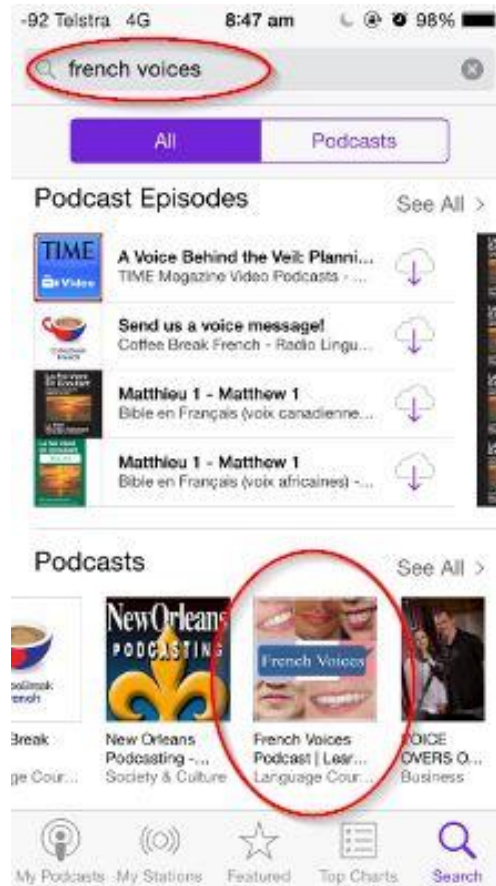 -92 Telstra 4G 8:47 am 98%
french voices
All Podcasts
Podcast Episodes See All >
TIME
Video
A Voice Behind the Veil: Planni...
TIME Magazine Video Podcasts - ...
Send us a voice message!
Coffee Break French - Radio Lingu...
Matthieu 1 - Matthew 1
Bible en Français (voix canadienne...
Matthieu 1 - Matthew 1
Bible en Français (voix africaines) -...
Podcasts See All >
NewOrleans
PODCASTING
French Voices
Break
ge Cour...
New Orleans
Podcasting -...
Society & Culture
French Voices
Podcast | Lear...
Language Cour...
VOICE
OVERS O...
Business
My Podcasts My Stations Featured Top Charts Search